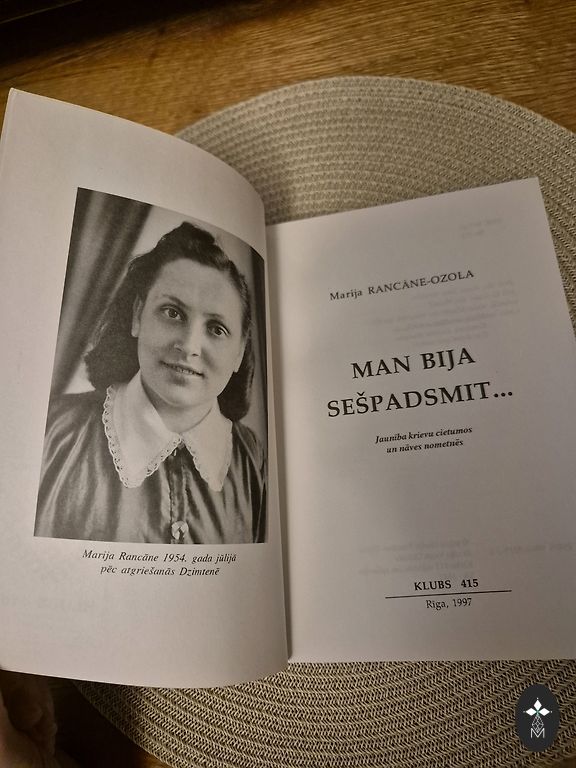 Marija Rancāne 1954. gada jūlijā
pēc atgriešanās Dzimtenē
Marija RANCĀNE-OZOLA
MAN BIJA
SEŠPADSMIT...
Jaunība krievu cietumos
un nāves nometnēs
KLUBS 415
Rīga, 1997
M